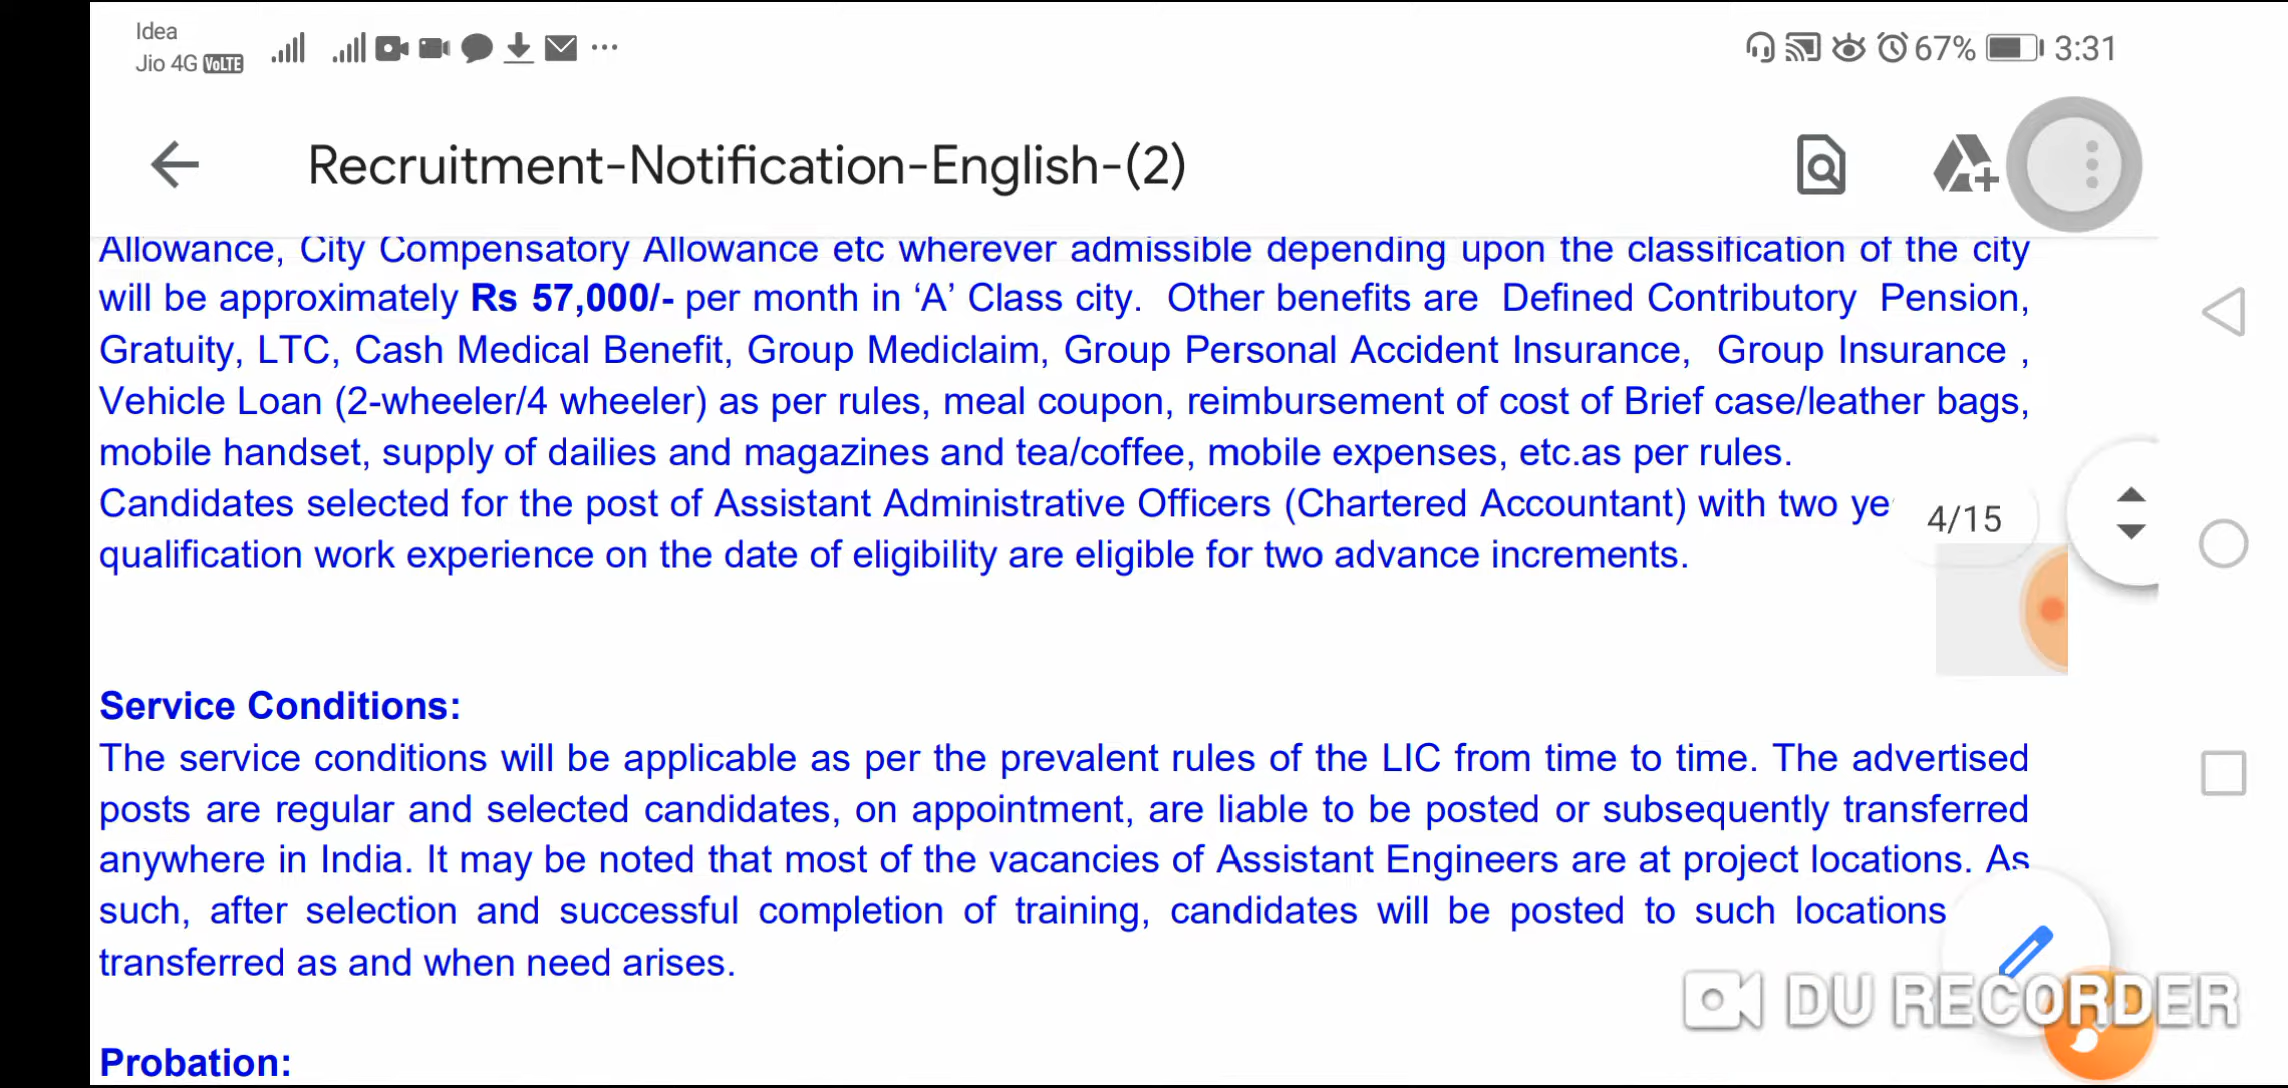 Idea
Jio 4G VoLTE
67% 3:31
Recruitment-Notification-English-(2)
Allowance, City Compensatory Allowance etc wherever admissible depending upon the classification of the city
will be approximately Rs 57,000/- per month in ‘A’ Class city. Other benefits are Defined Contributory Pension,
Gratuity, LTC, Cash Medical Benefit, Group Mediclaim, Group Personal Accident Insurance, Group Insurance ,
Vehicle Loan (2-wheeler/4 wheeler) as per rules, meal coupon, reimbursement of cost of Brief case/leather bags,
mobile handset, supply of dailies and magazines and tea/coffee, mobile expenses, etc.as per rules.
Candidates selected for the post of Assistant Administrative Officers (Chartered Accountant) with two ye
4/15
qualification work experience on the date of eligibility are eligible for two advance increments.
Service Conditions:
The service conditions will be applicable as per the prevalent rules of the LIC from time to time. The advertised
posts are regular and selected candidates, on appointment, are liable to be posted or subsequently transferred
anywhere in India. It may be noted that most of the vacancies of Assistant Engineers are at project locations. As
such, after selection and successful completion of training, candidates will be posted to such locations
transferred as and when need arises.
DU RECORDER
Probation: